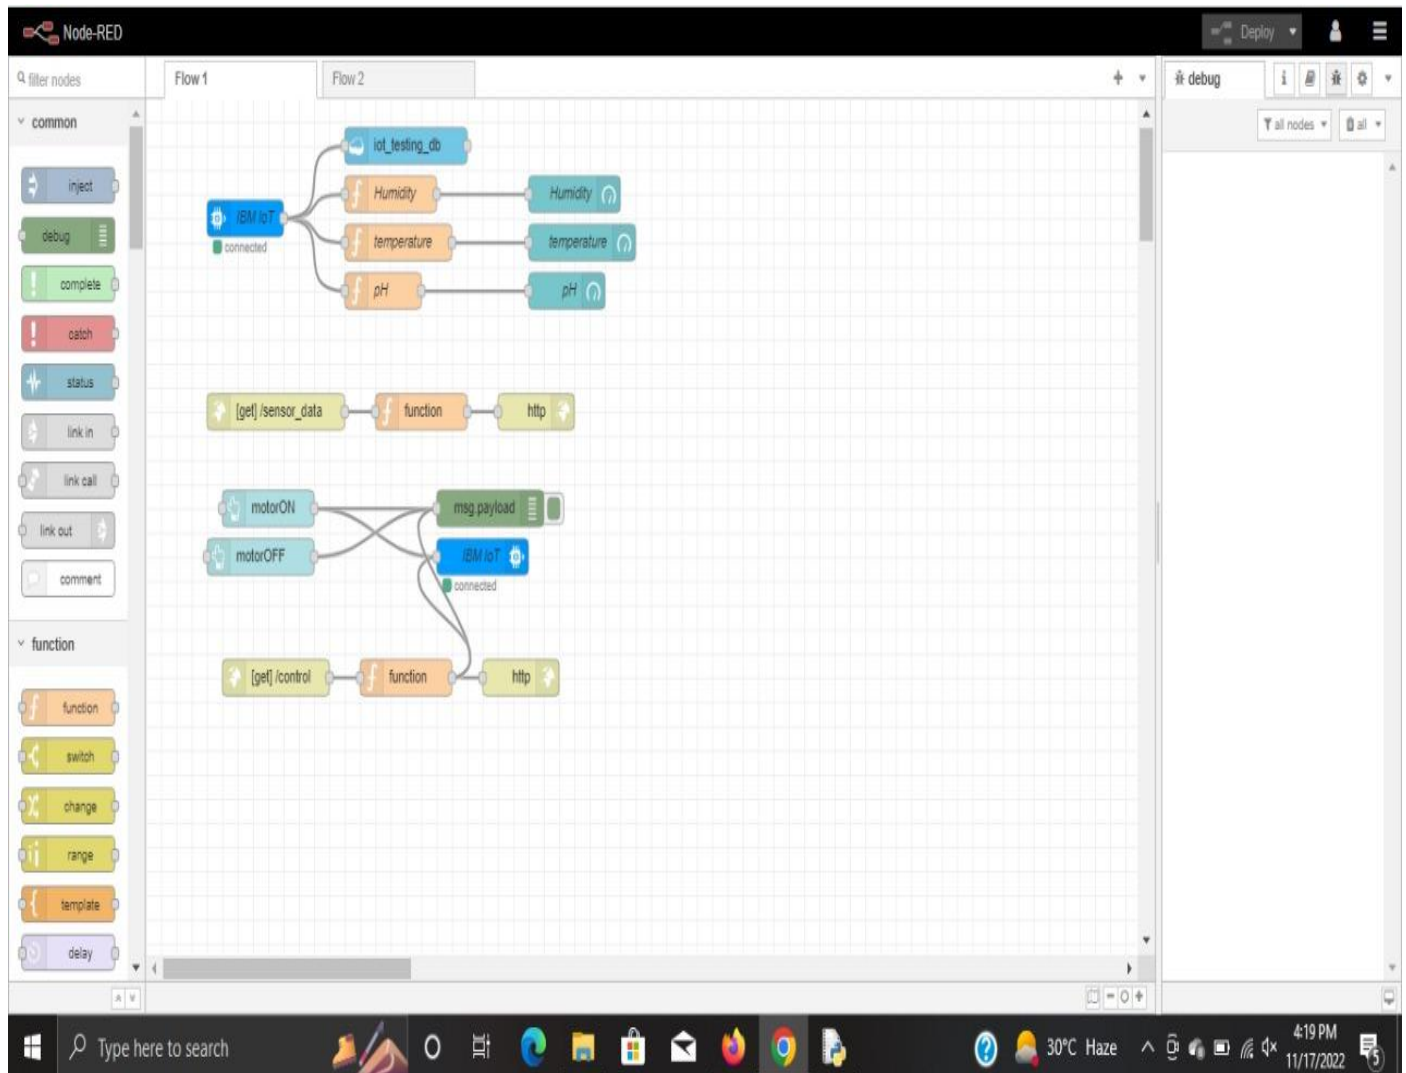 Node-RED
Deploy
filter nodes
Flow 1
Flow 2
debug
i
common
all nodes
all
inject
debug
complete
catch
status
link in
link call
link out
comment
function
function
switch
change
range
template
delay
iot_testing_db
Humidity
Humidity
IBM IoT
connected
temperature
temperature
pH
pH
[get] /sensor_data
function
http
motorON
msg.payload
motorOFF
IBM IoT
connected
[get] /control
function
http
Type here to search
30°C Haze
4:19 PM
11/17/2022
5